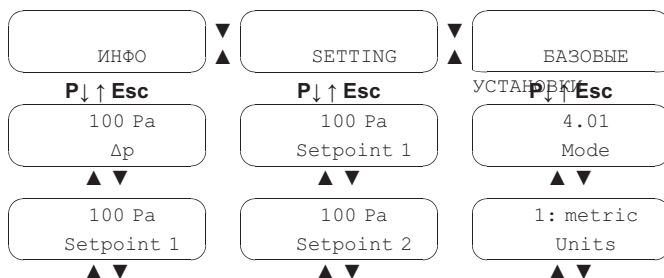 ИНФО SETTING БАЗОВЫЕ
УСТАНОВКИ
P↓ ↑ Esc P↓ ↑ Esc P↓ ↑ Esc
100 Pa 100 Pa 4.01
Δp Setpoint 1 Mode
100 Pa 100 Pa 1: metric
Setpoint 1 Setpoint 2 Units